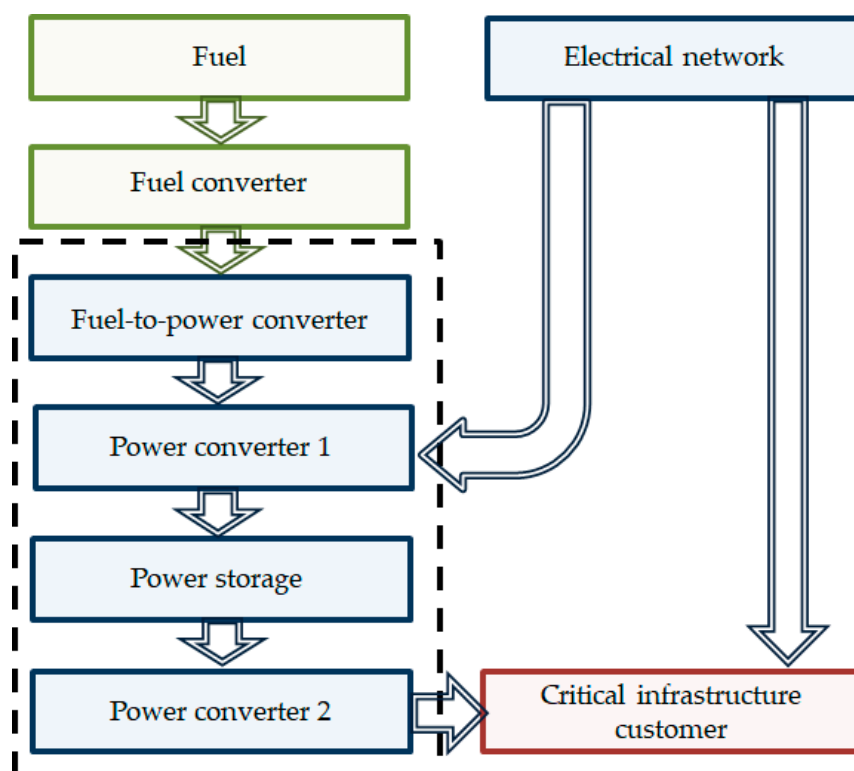 Fuel
Electrical network
Fuel converter
Fuel-to-power converter
Power converter 1
Power storage
Power converter 2
Critical infrastructure
customer